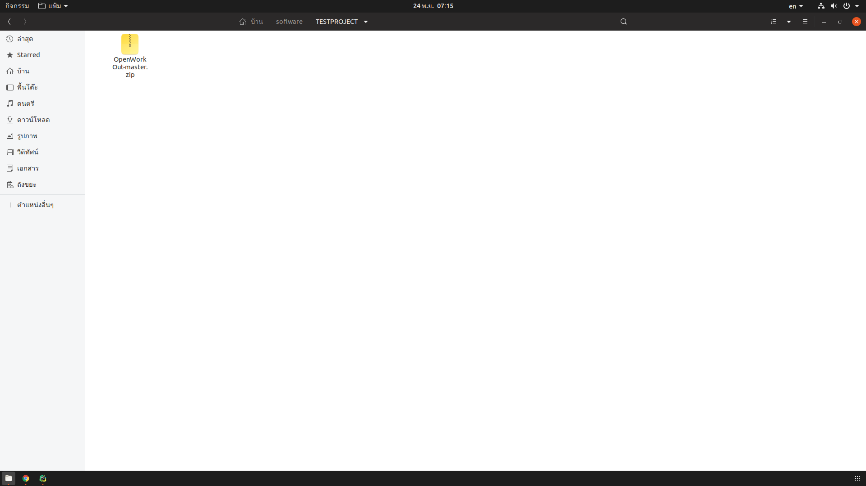 กิจกรรม แฟ้ม 24 พ.ย. 07:15 en
บ้าน software TESTPROJECT
ล่าสุด
Starred
บ้าน
พื้นโต๊ะ
ดนตรี
ดาวน์โหลด
รูปภาพ
วิดีทัศน์
เอกสาร
ถังขยะ
ตำแหน่งอื่นๆ
OpenWork
Out-master.
zip